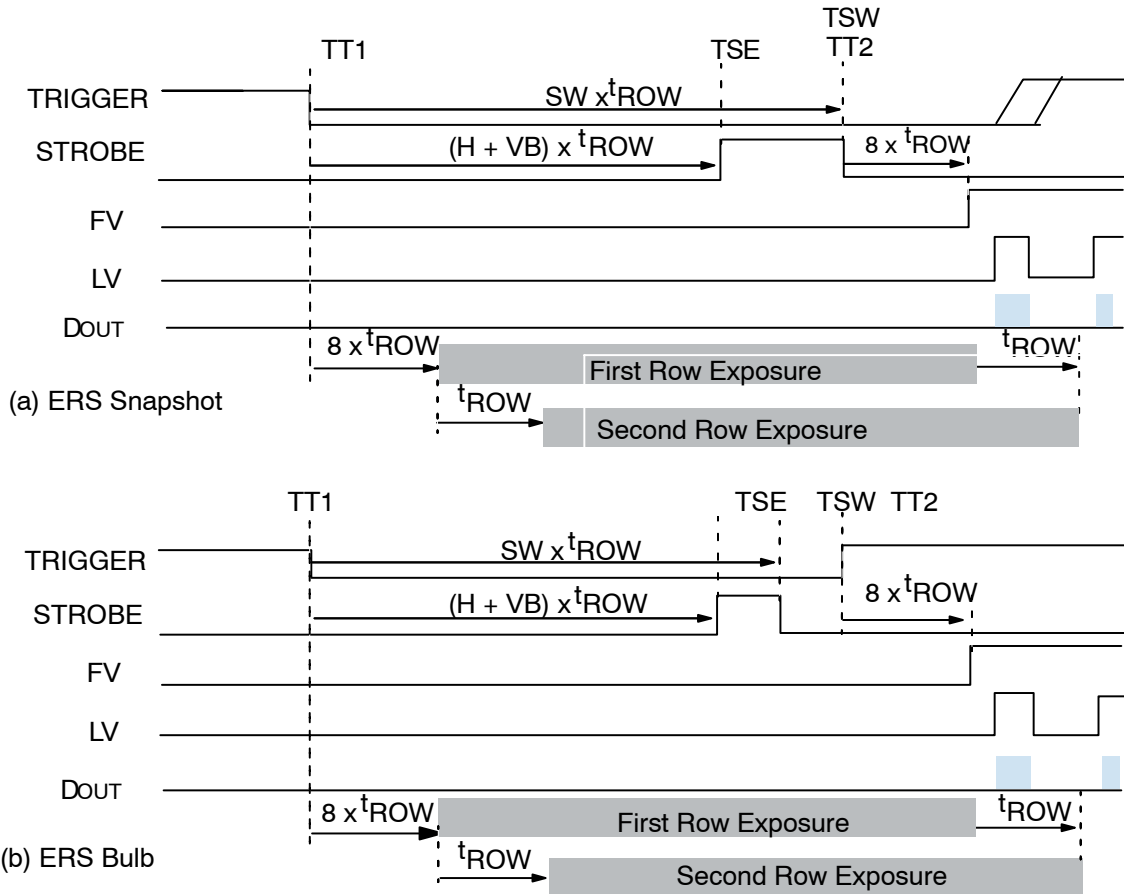 TSW
TT1 TSE TT2
TRIGGER SW x tROW
STROBE (H + VB) x tROW 8 x tROW
FV
LV
DOUT
8 x tROW First Row Exposure tROW
(a) ERS Snapshot
tROW Second Row Exposure
TT1 TSE TSW TT2
TRIGGER SW x tROW
STROBE (H + VB) x tROW 8 x tROW
FV
LV
DOUT
8 x tROW First Row Exposure tROW
(b) ERS Bulb
tROW Second Row Exposure